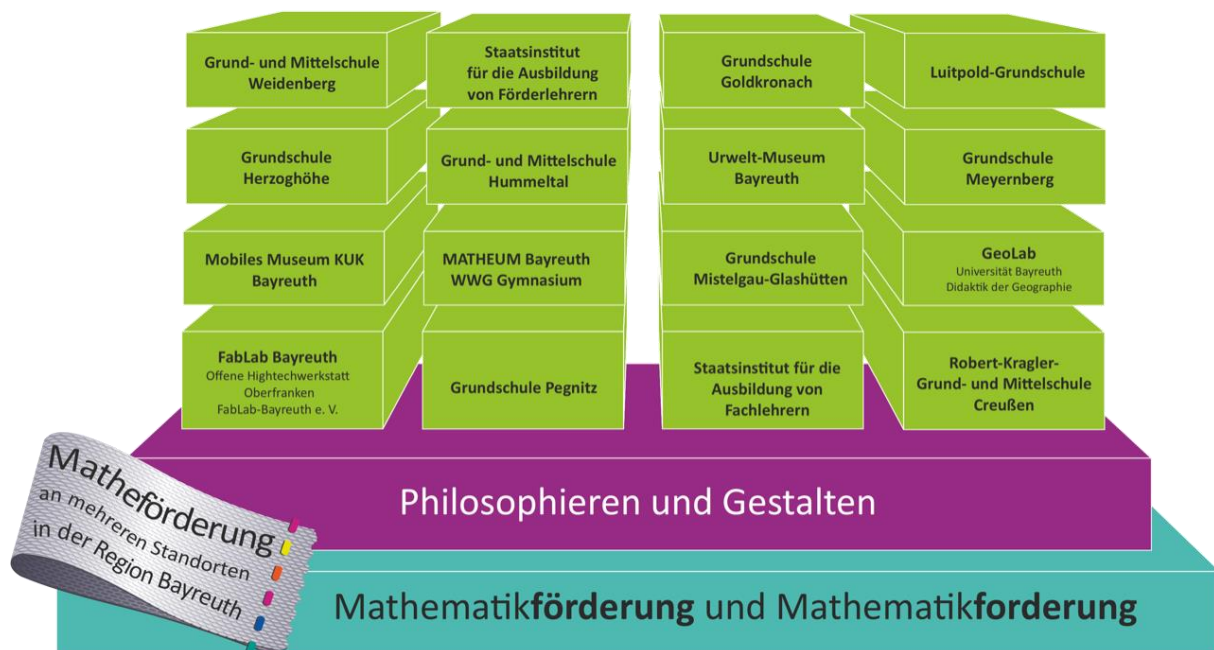 Grund- und Mittelschule
Weidenberg
Staatsinstitut
für die Ausbildung
von Förderlehrern
Grundschule
Goldkronach
Luitpold-Grundschule
Grundschule
Herzoghöhe
Grund- und Mittelschule
Hummeltal
Urwelt-Museum
Bayreuth
Grundschule
Meyernberg
Mobiles Museum KUK
Bayreuth
MATHEUM Bayreuth
WWG Gymnasium
Grundschule
Mistelgau-Glashütten
GeoLab
Universität Bayreuth
Didaktik der Geographie
FabLab Bayreuth
Offene Hightechwerkstatt
Oberfranken
FabLab-Bayreuth e. V.
Grundschule Pegnitz
Staatsinstitut für die
Ausbildung von
Fachlehrern
Robert-Kragler-
Grund- und Mittelschule
Creußen
Matheförderung
an mehreren Standorten
in der Region Bayreuth
Philosophieren und Gestalten
Mathematikförderung und Mathematikforderung